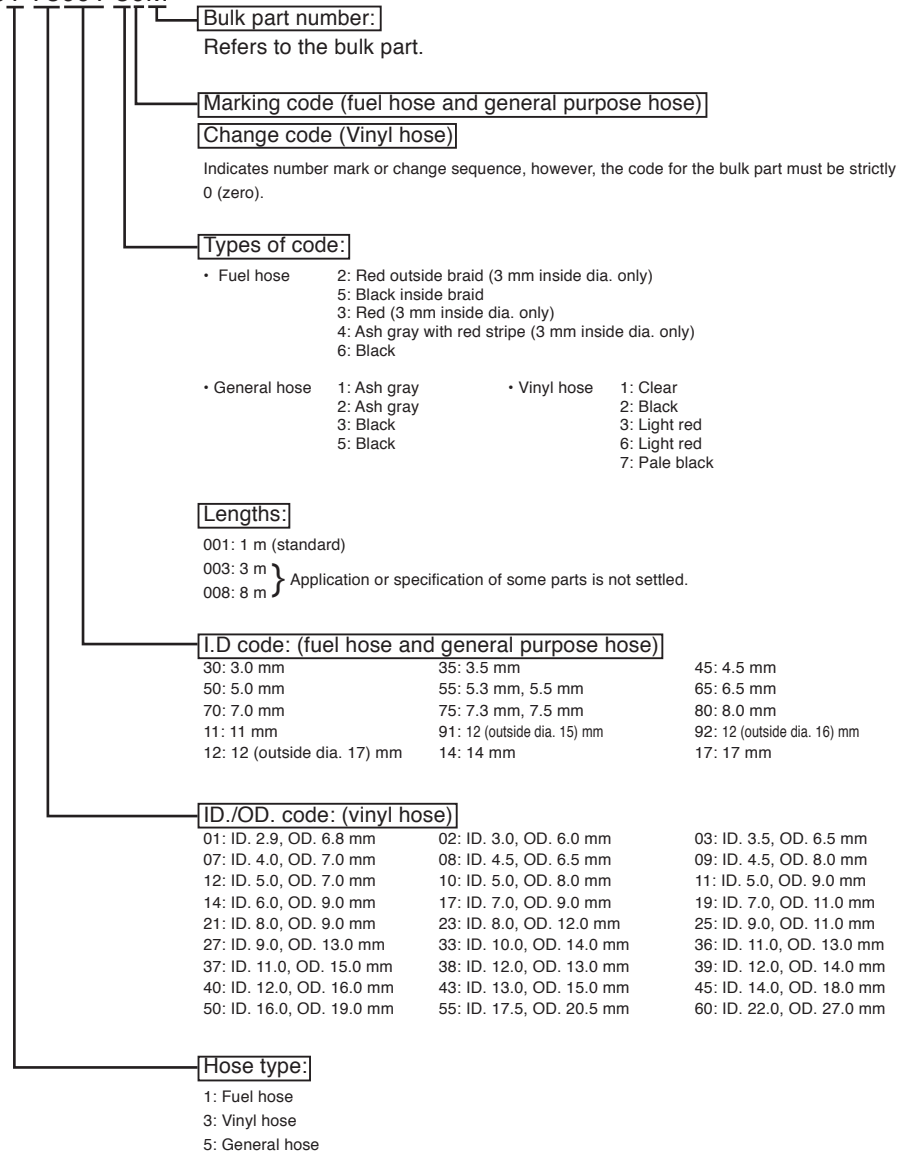 Bulk part number:
Refers to the bulk part.
Marking code (fuel hose and general purpose hose)
Change code (Vinyl hose)
Indicates number mark or change sequence, however, the code for the bulk part must be strictly
0 (zero).
Types of code:
・ Fuel hose 2: Red outside braid (3 mm inside dia. only)
5: Black inside braid
3: Red (3 mm inside dia. only)
4: Ash gray with red stripe (3 mm inside dia. only)
6: Black
・ General hose 1: Ash gray ・ Vinyl hose 1: Clear
2: Ash gray 2: Black
3: Black 3: Light red
5: Black 6: Light red
7: Pale black
Lengths:
001: 1 m (standard)
003: 3 m
008: 8 m } Application or specification of some parts is not settled.
I.D code: (fuel hose and general purpose hose)
30: 3.0 mm 35: 3.5 mm 45: 4.5 mm
50: 5.0 mm 55: 5.3 mm, 5.5 mm 65: 6.5 mm
70: 7.0 mm 75: 7.3 mm, 7.5 mm 80: 8.0 mm
11: 11 mm 91: 12 (outside dia. 15) mm 92: 12 (outside dia. 16) mm
12: 12 (outside dia. 17) mm 14: 14 mm 17: 17 mm
ID./OD. code: (vinyl hose)
01: ID. 2.9, OD. 6.8 mm 02: ID. 3.0, OD. 6.0 mm 03: ID. 3.5, OD. 6.5 mm
07: ID. 4.0, OD. 7.0 mm 08: ID. 4.5, OD. 6.5 mm 09: ID. 4.5, OD. 8.0 mm
12: ID. 5.0, OD. 7.0 mm 10: ID. 5.0, OD. 8.0 mm 11: ID. 5.0, OD. 9.0 mm
14: ID. 6.0, OD. 9.0 mm 17: ID. 7.0, OD. 9.0 mm 19: ID. 7.0, OD. 11.0 mm
21: ID. 8.0, OD. 9.0 mm 23: ID. 8.0, OD. 12.0 mm 25: ID. 9.0, OD. 11.0 mm
27: ID. 9.0, OD. 13.0 mm 33: ID. 10.0, OD. 14.0 mm 36: ID. 11.0, OD. 13.0 mm
37: ID. 11.0, OD. 15.0 mm 38: ID. 12.0, OD. 13.0 mm 39: ID. 12.0, OD. 14.0 mm
40: ID. 12.0, OD. 16.0 mm 43: ID. 13.0, OD. 15.0 mm 45: ID. 14.0, OD. 18.0 mm
50: ID. 16.0, OD. 19.0 mm 55: ID. 17.5, OD. 20.5 mm 60: ID. 22.0, OD. 27.0 mm
Hose type:
1: Fuel hose
3: Vinyl hose
5: General hose